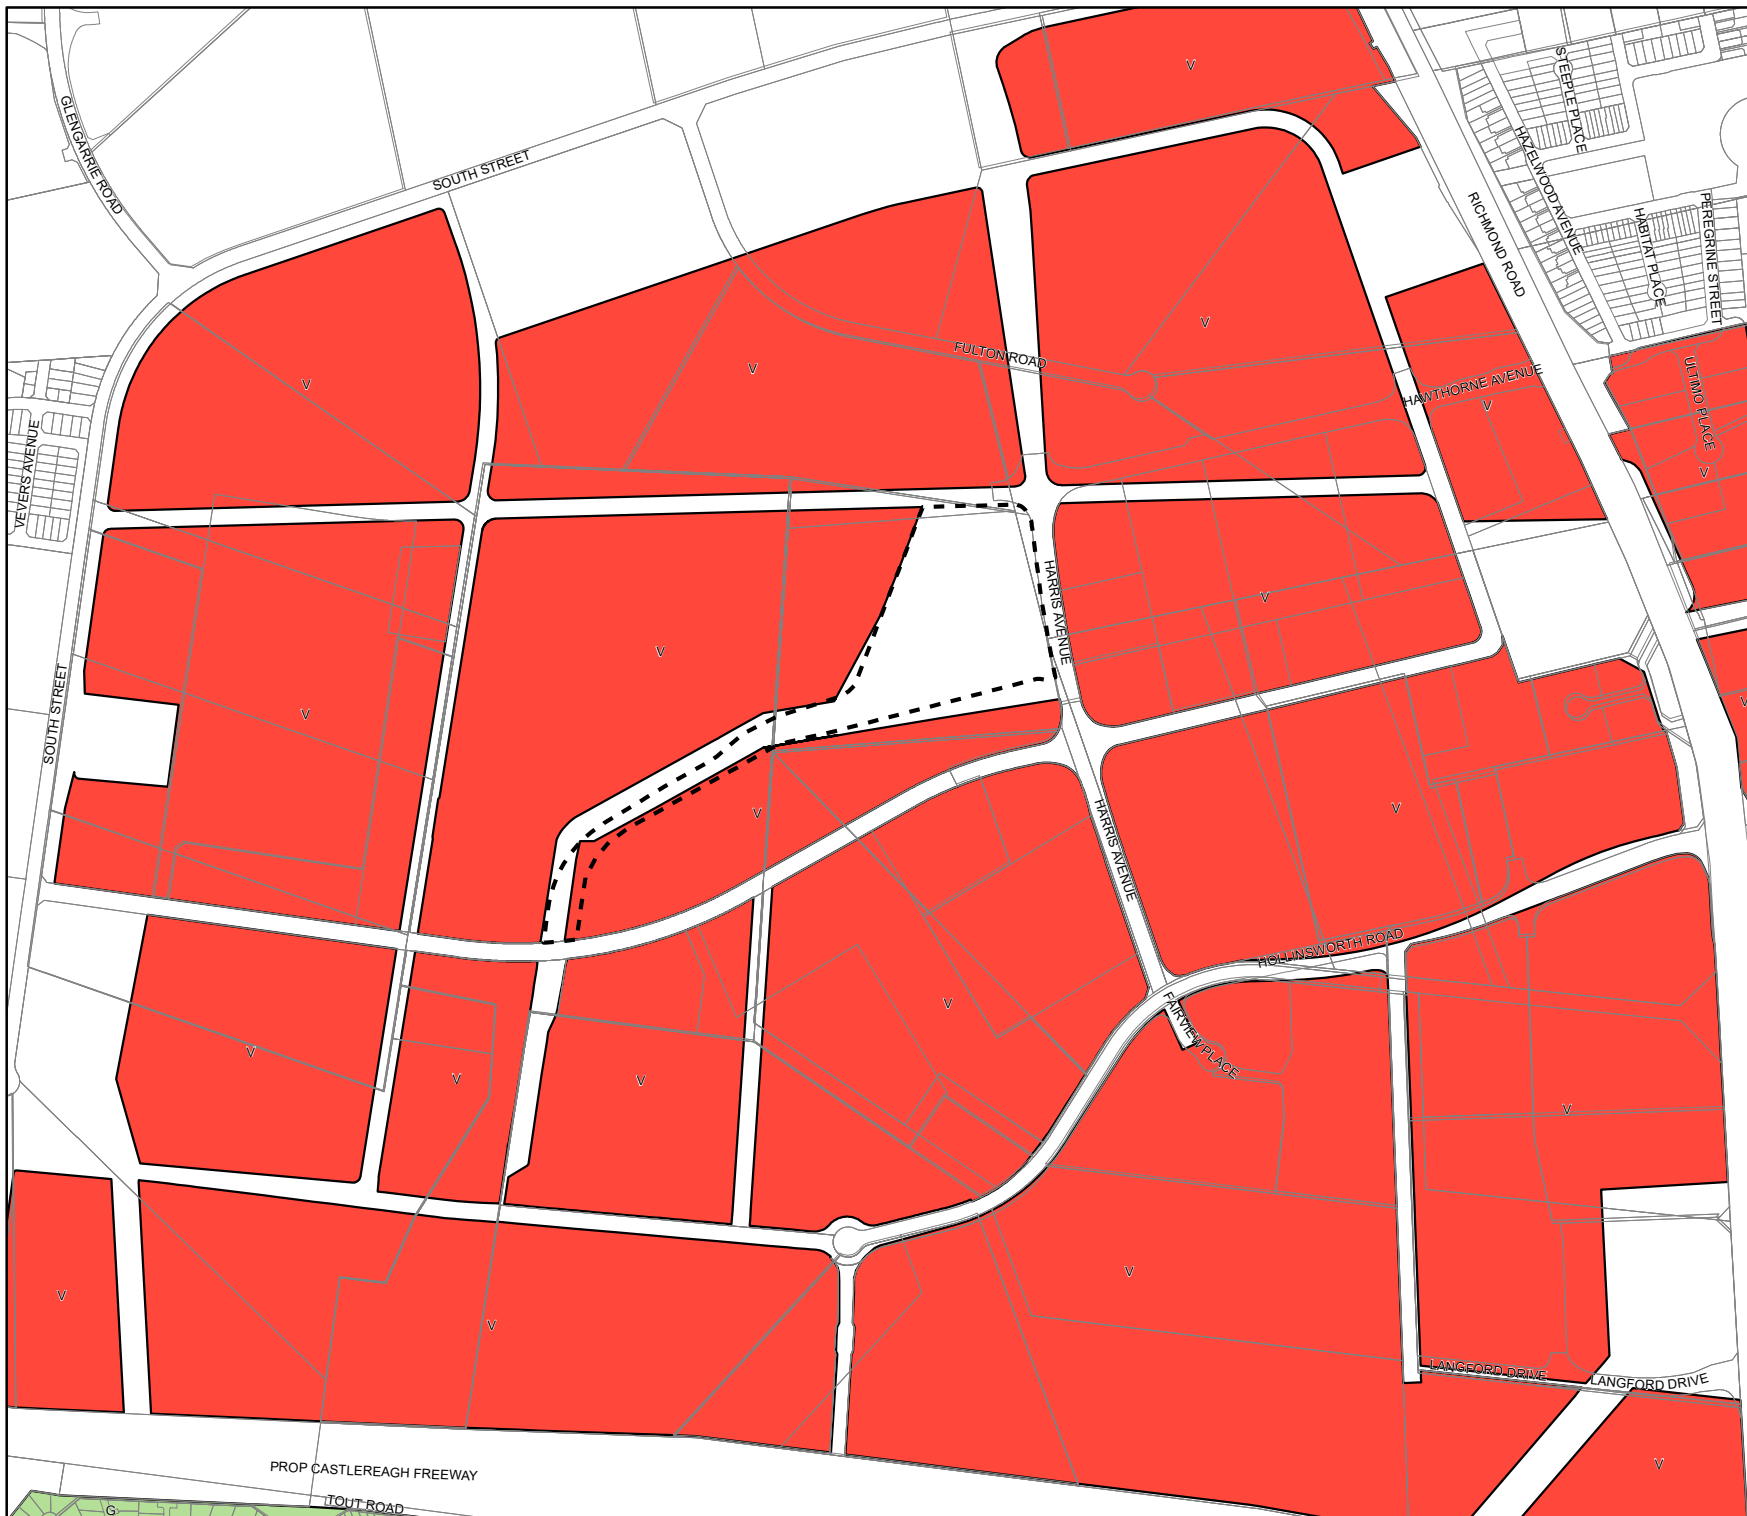 V
STEEPLE PLACE
GLENGARRIE ROAD
HAZELWOOD AVENUE
SOUTH STREET
RICHMOND ROAD
HABITAT PLACE
PEREGRINE STREET
V
FULTON ROAD
V
V
HAWTHORNE AVENUE
V
ULTIMO PLACE
V
VEVERS AVENUE
HARRIS AVENUE
V
V
SOUTH STREET
V
V
V
V
HARRIS AVENUE
HOLLINSWORTH ROAD
V
FAIRVIEW PLACE
V
V
V
V
V
V
V
LANGFORD DRIVE
LANGFORD DRIVE
V
PROP CASTLEREAGH FREEWAY
TOUT ROAD
G